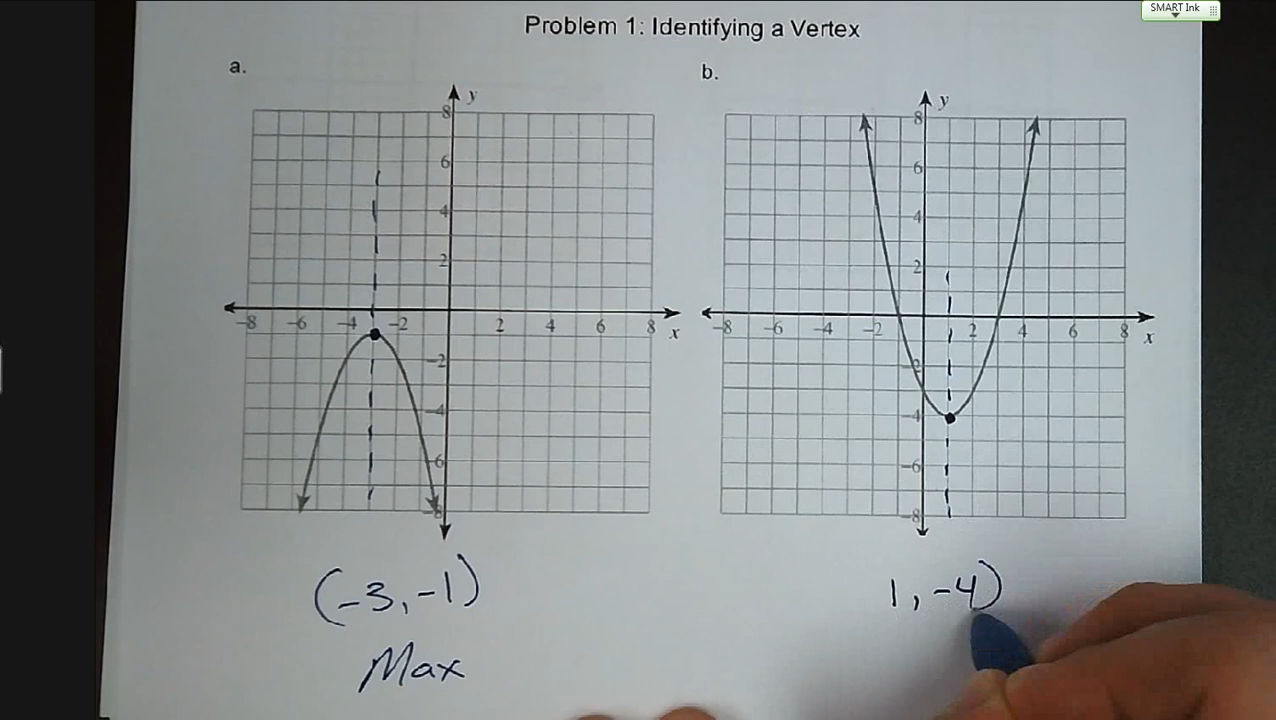 SMART Ink
Problem 1: Identifying a Vertex
a.
b.
y
8
6
4
2
-8 -6 -4 -2 2 4 6 8 x
-2
-4
-6
-8
y
8
6
4
2
-8 -6 -4 -2 2 4 6 8 x
-2
-4
-6
-8
(-3,-1)
Max
1, -4)